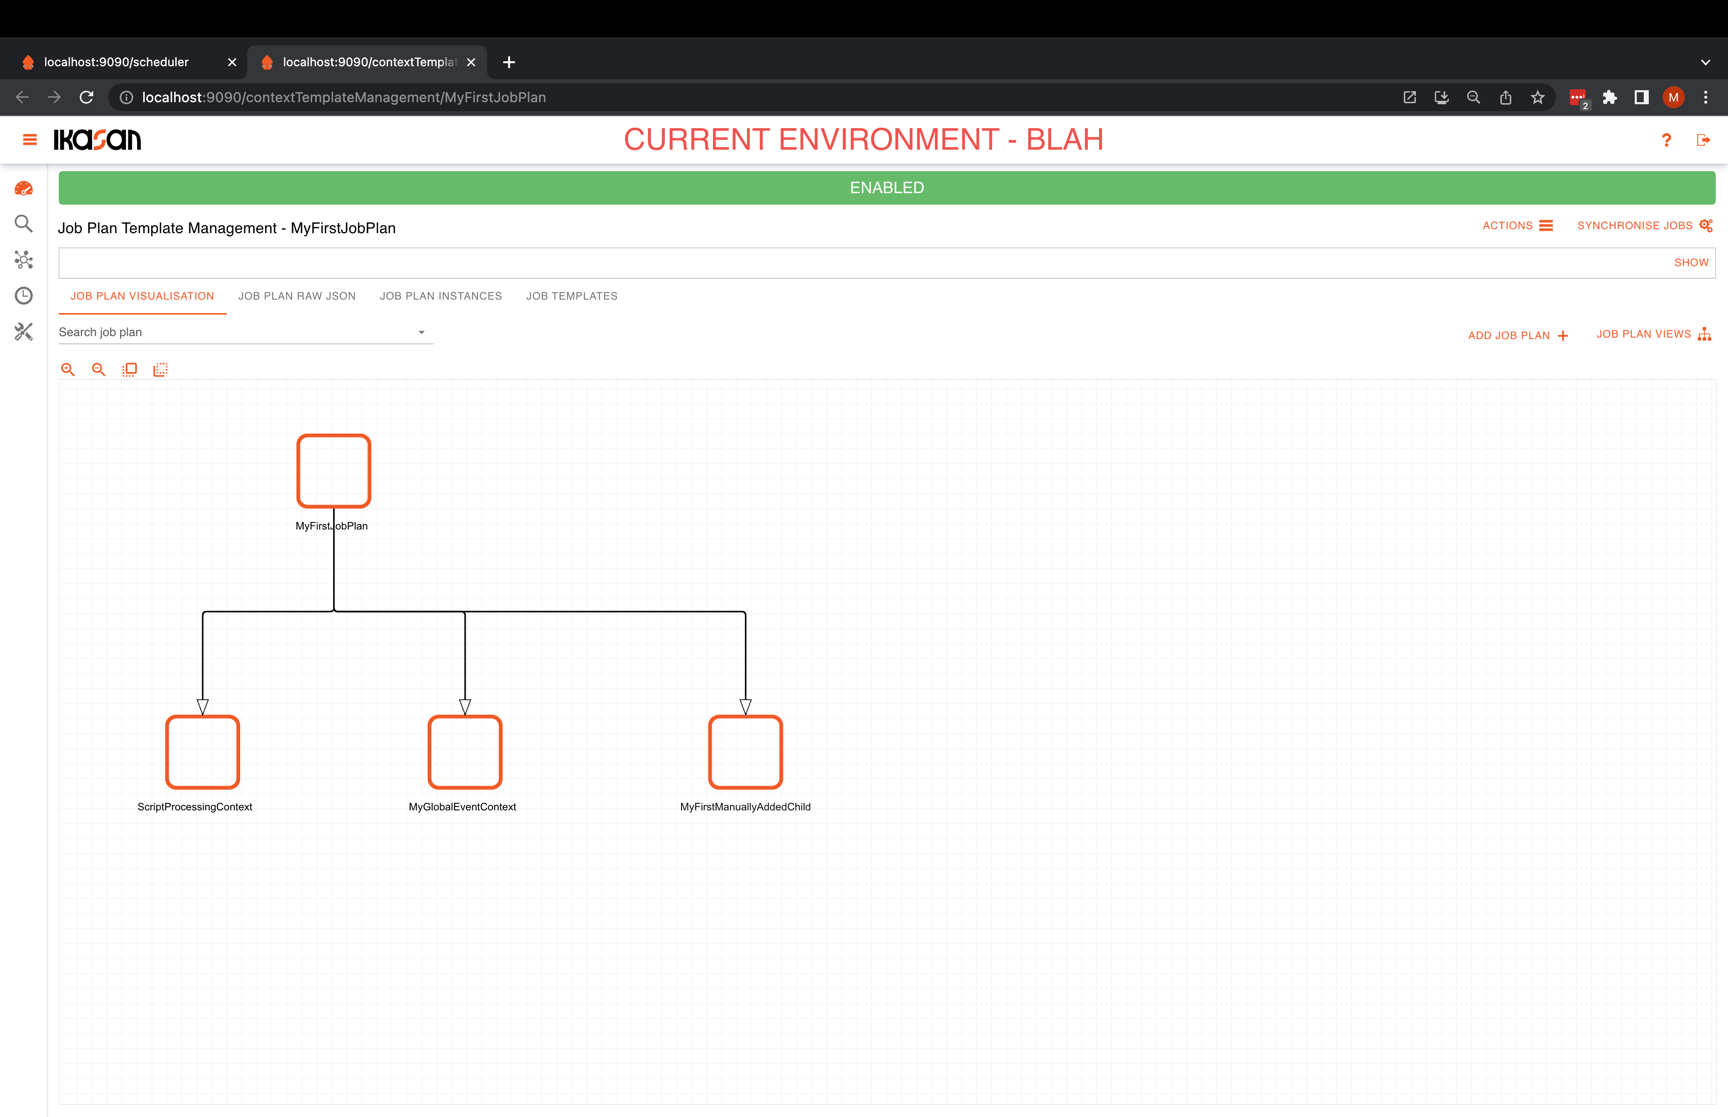 localhost:9090/scheduler
localhost:9090/contextTempla
localhost:9090/contextTemplateManagement/MyFirstJobPlan
2
M
IKASAN
CURRENT ENVIRONMENT - BLAH
?
ENABLED
Job Plan Template Management - MyFirstJobPlan
ACTIONS
SYNCHRONISE JOBS
SHOW
JOB PLAN VISUALISATION
JOB PLAN RAW JSON
JOB PLAN INSTANCES
JOB TEMPLATES
Search job plan
ADD JOB PLAN
JOB PLAN VIEWS
MyFirstJobPlan
ScriptProcessingContext
MyGlobalEventContext
MyFirstManuallyAddedChild